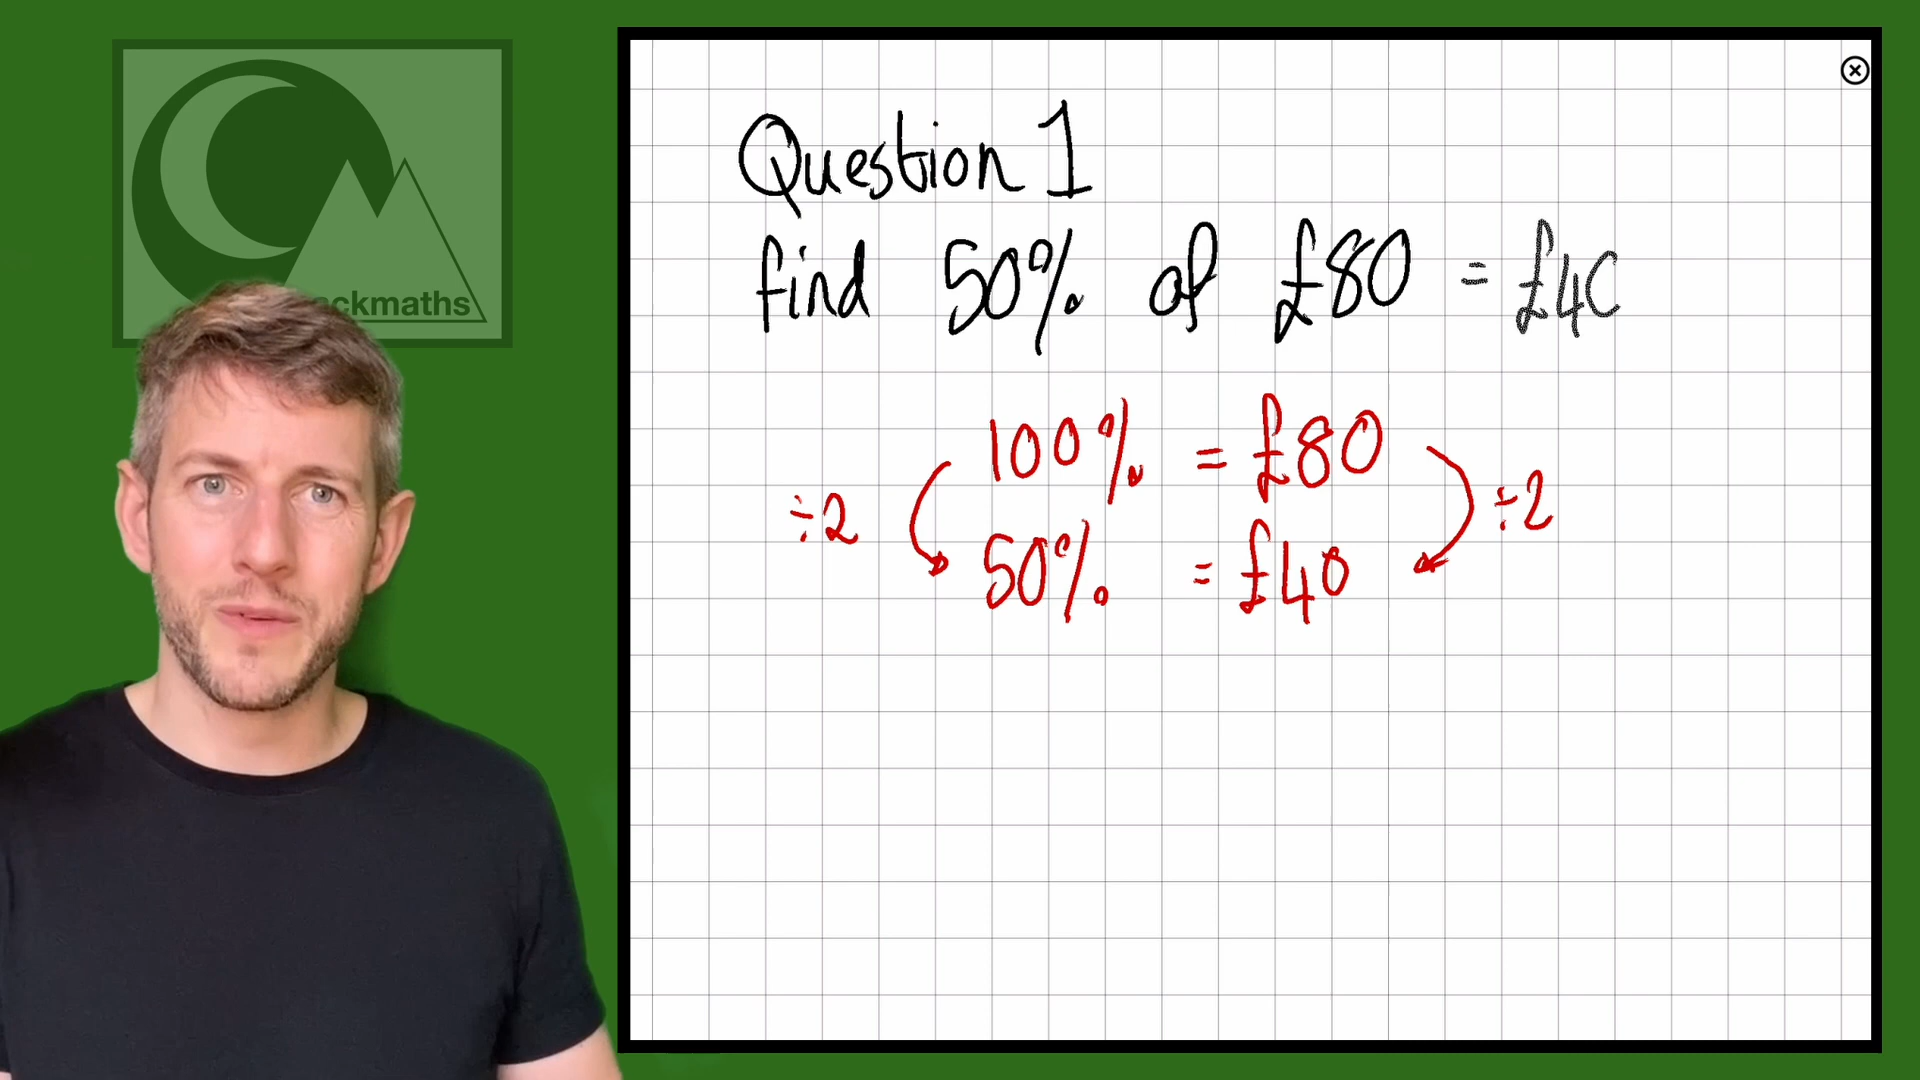 ckmaths
Question 1
find 50% of £80 = £40
100% = £80
÷2
÷2
50% = £40